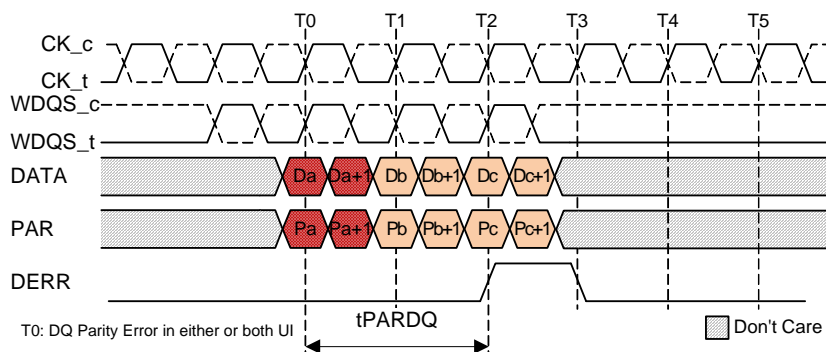 T0 T1 T2 T3 T4 T5
CK_c
CK_t
WDQS_c
WDQS_t
DATA Da Da+1 Db Db+1 Dc Dc+1
PAR Pa Pa+1 Pb Pb+1 Pc Pc+1
DERR
T0: DQ Parity Error in either or both UI tPARDQ Don't Care